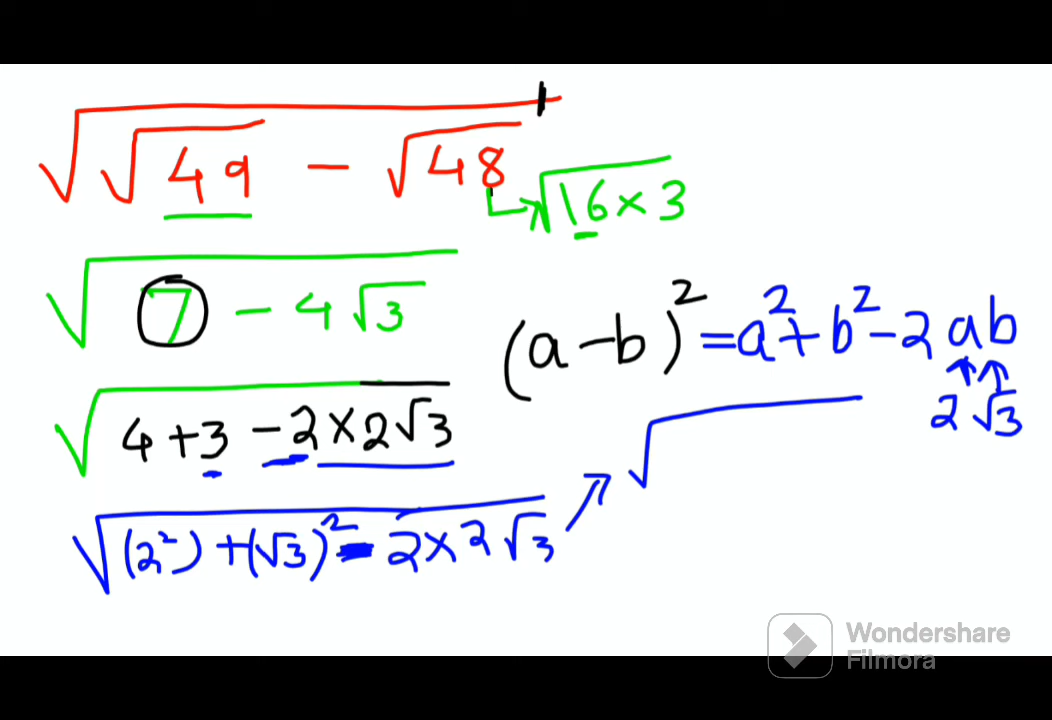 √(√49 - √48)
→ √16 × 3
√(7 - 4√3)
(a - b)² = a² + b² - 2ab
2 √3
√(4 + 3 - 2 × 2√3)
√((2²) + (√3)² - 2 × 2√3) → √
Wondershare
Filmora